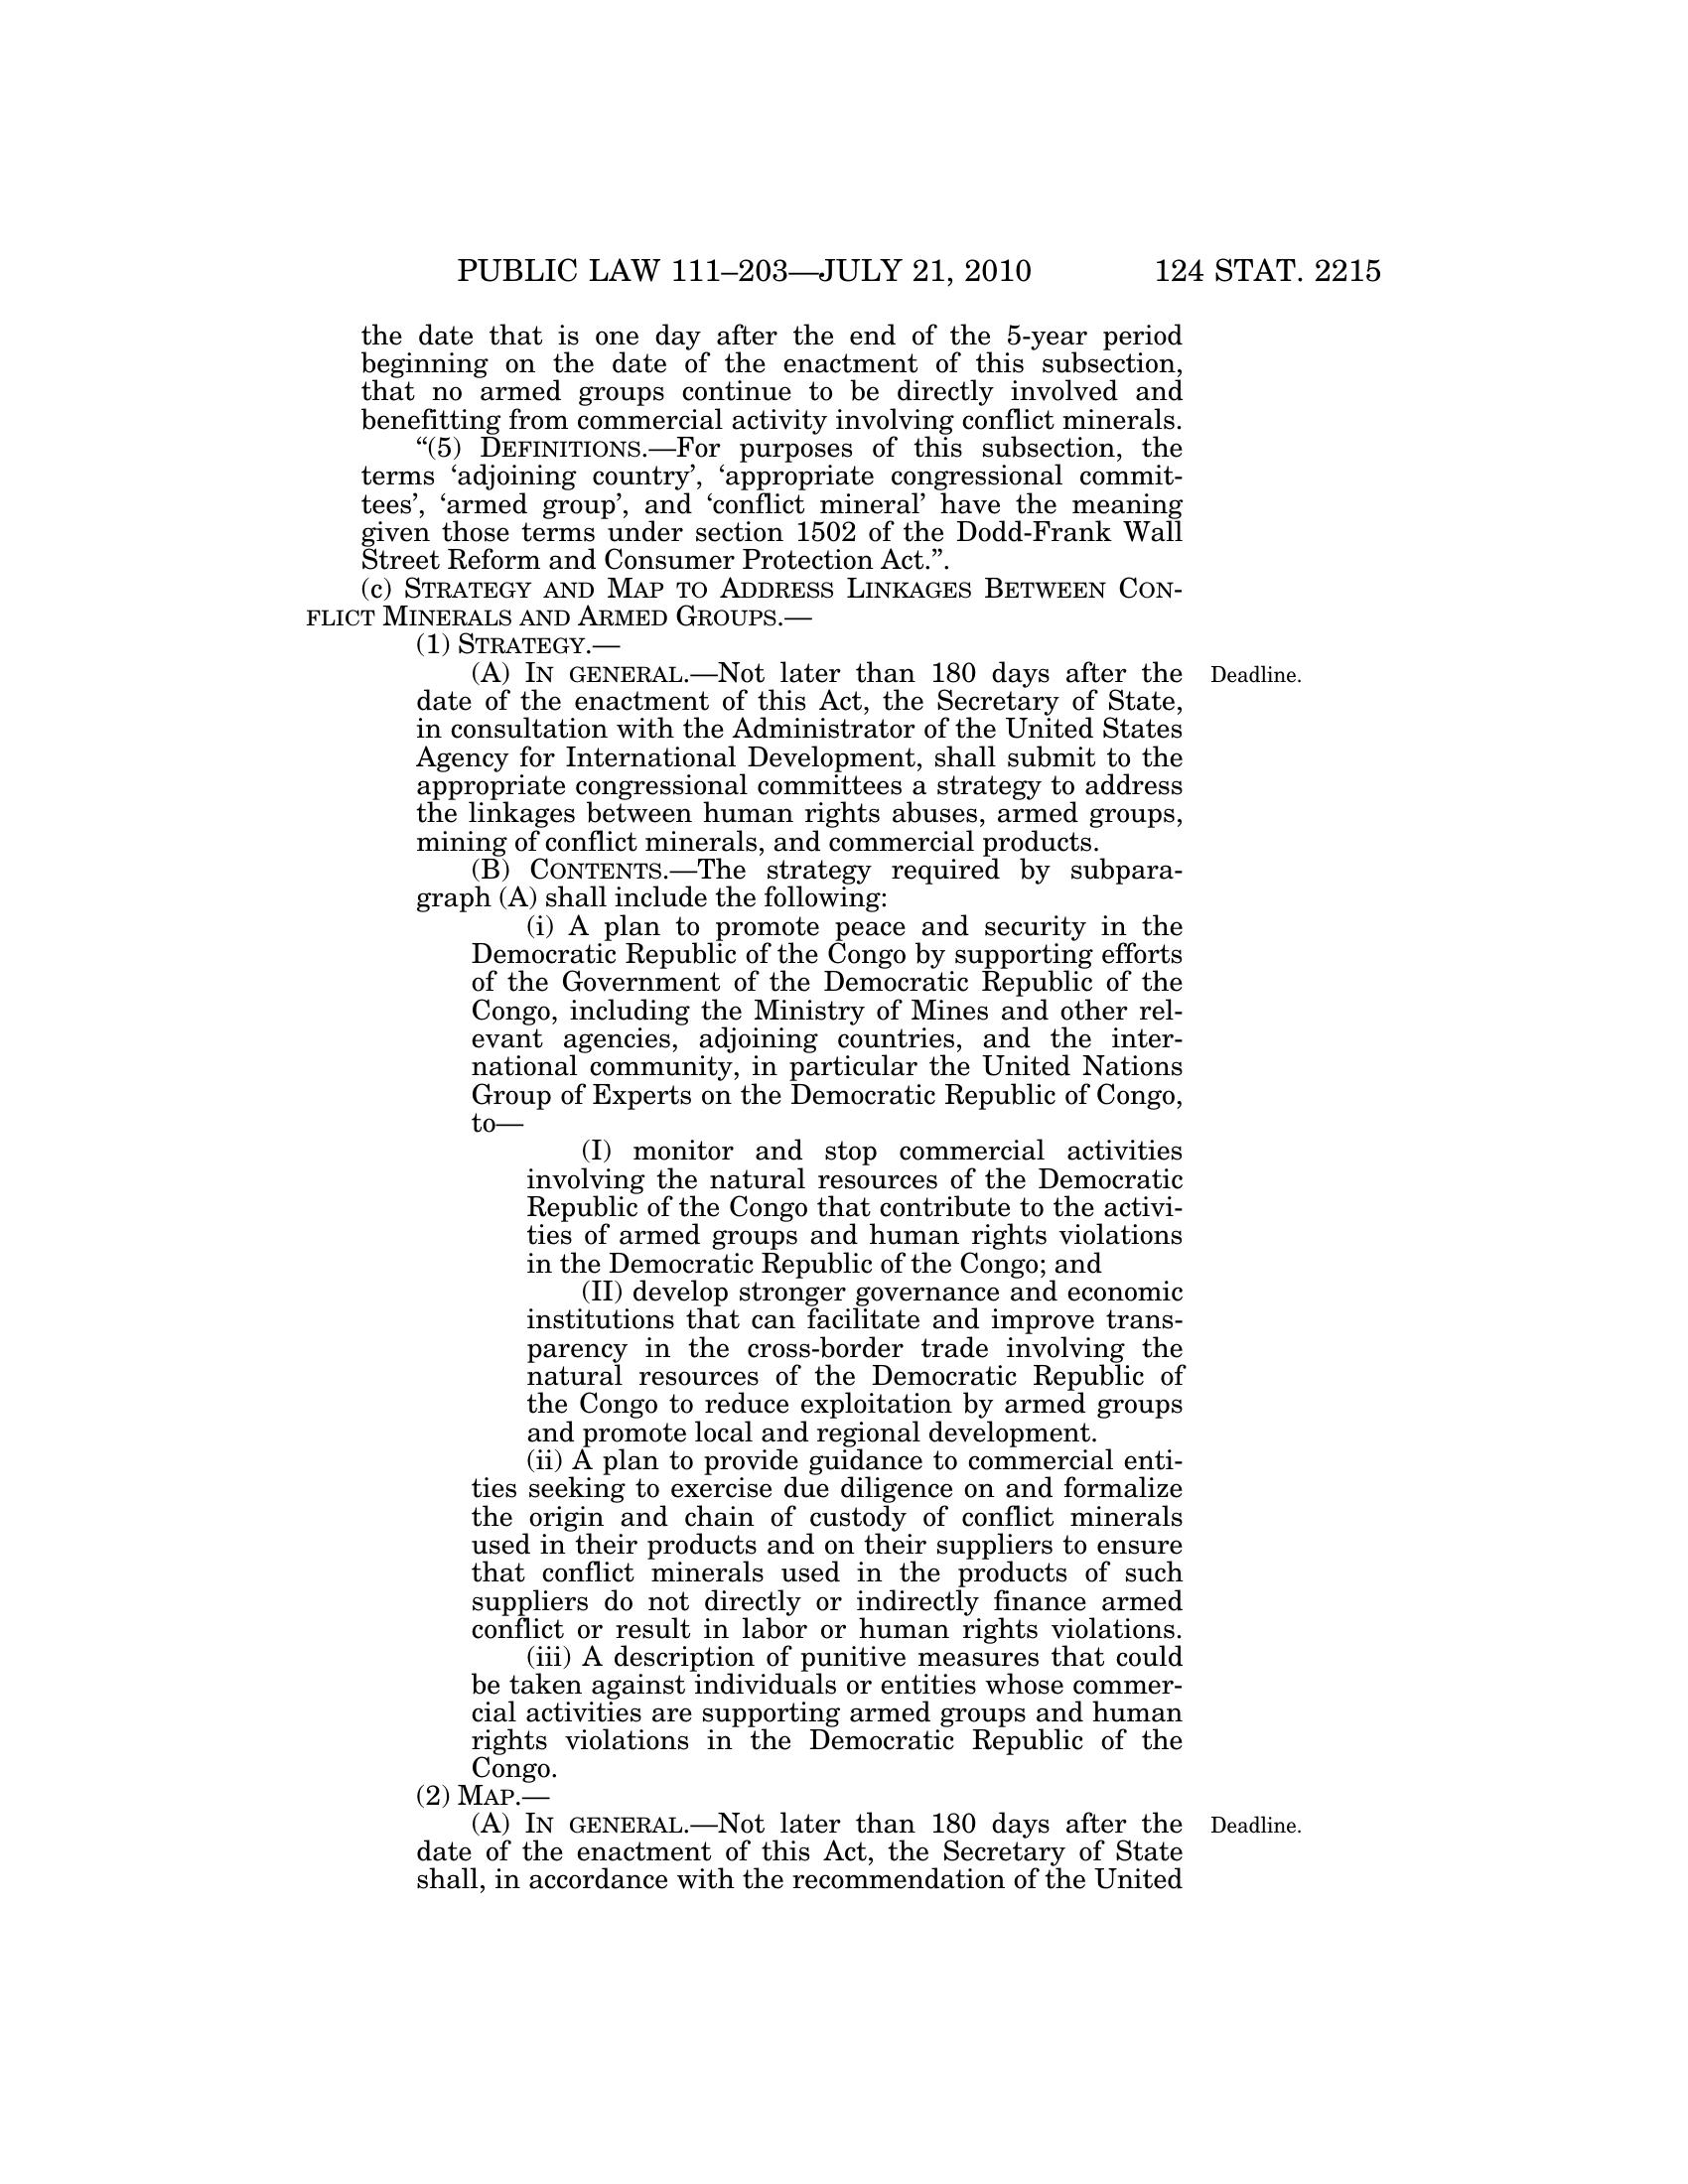 PUBLIC LAW 111–203—JULY 21, 2010 124 STAT. 2215
the date that is one day after the end of the 5-year period
beginning on the date of the enactment of this subsection,
that no armed groups continue to be directly involved and
benefitting from commercial activity involving conflict minerals.
“(5) DEFINITIONS.—For purposes of this subsection, the
terms ‘adjoining country’, ‘appropriate congressional commit-
tees’, ‘armed group’, and ‘conflict mineral’ have the meaning
given those terms under section 1502 of the Dodd-Frank Wall
Street Reform and Consumer Protection Act.”.
(c) STRATEGY AND MAP TO ADDRESS LINKAGES BETWEEN CON-
FLICT MINERALS AND ARMED GROUPS.—
(1) STRATEGY.—
(A) IN GENERAL.—Not later than 180 days after the Deadline.
date of the enactment of this Act, the Secretary of State,
in consultation with the Administrator of the United States
Agency for International Development, shall submit to the
appropriate congressional committees a strategy to address
the linkages between human rights abuses, armed groups,
mining of conflict minerals, and commercial products.
(B) CONTENTS.—The strategy required by subpara-
graph (A) shall include the following:
(i) A plan to promote peace and security in the
Democratic Republic of the Congo by supporting efforts
of the Government of the Democratic Republic of the
Congo, including the Ministry of Mines and other rel-
evant agencies, adjoining countries, and the inter-
national community, in particular the United Nations
Group of Experts on the Democratic Republic of Congo,
to—
(I) monitor and stop commercial activities
involving the natural resources of the Democratic
Republic of the Congo that contribute to the activi-
ties of armed groups and human rights violations
in the Democratic Republic of the Congo; and
(II) develop stronger governance and economic
institutions that can facilitate and improve trans-
parency in the cross-border trade involving the
natural resources of the Democratic Republic of
the Congo to reduce exploitation by armed groups
and promote local and regional development.
(ii) A plan to provide guidance to commercial enti-
ties seeking to exercise due diligence on and formalize
the origin and chain of custody of conflict minerals
used in their products and on their suppliers to ensure
that conflict minerals used in the products of such
suppliers do not directly or indirectly finance armed
conflict or result in labor or human rights violations.
(iii) A description of punitive measures that could
be taken against individuals or entities whose commer-
cial activities are supporting armed groups and human
rights violations in the Democratic Republic of the
Congo.
(2) MAP.—
(A) IN GENERAL.—Not later than 180 days after the Deadline.
date of the enactment of this Act, the Secretary of State
shall, in accordance with the recommendation of the United